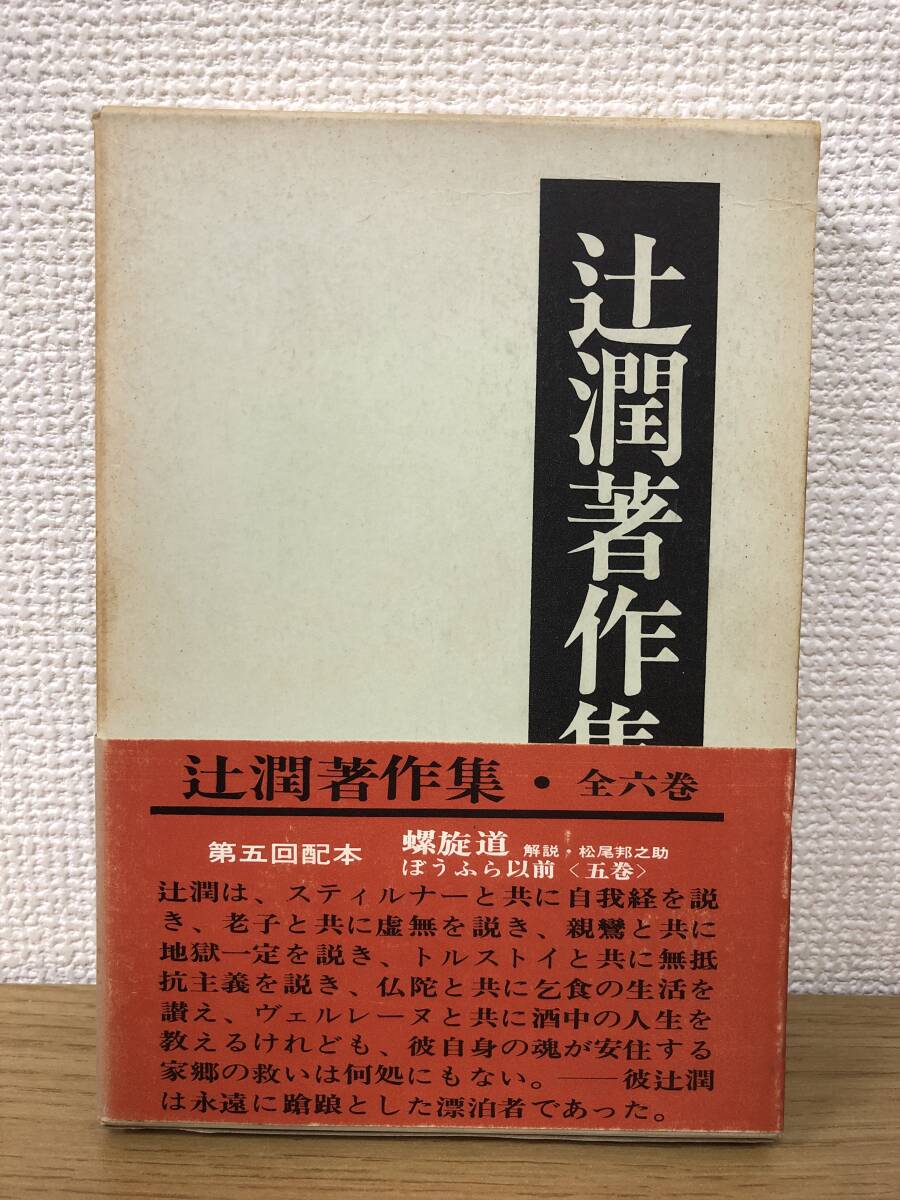 辻潤著作集
辻潤著作集・全六巻
第五回配本 螺旋道 解説・松尾邦之助
ぼうふら以前〈五巻〉
辻潤は、スティルナーと共に自我経を説
き、老子と共に虚無を説き、親鸞と共に
地獄一定を説き、トルストイと共に無抵
抗主義を説き、仏陀と共に乞食の生活を
讃え、ヴェルレーヌと共に酒中の人生を
教えるけれども、彼自身の魂が安住する
家郷の救いは何処にもない。――彼辻潤
は永遠に蹌踉とした漂泊者であった。